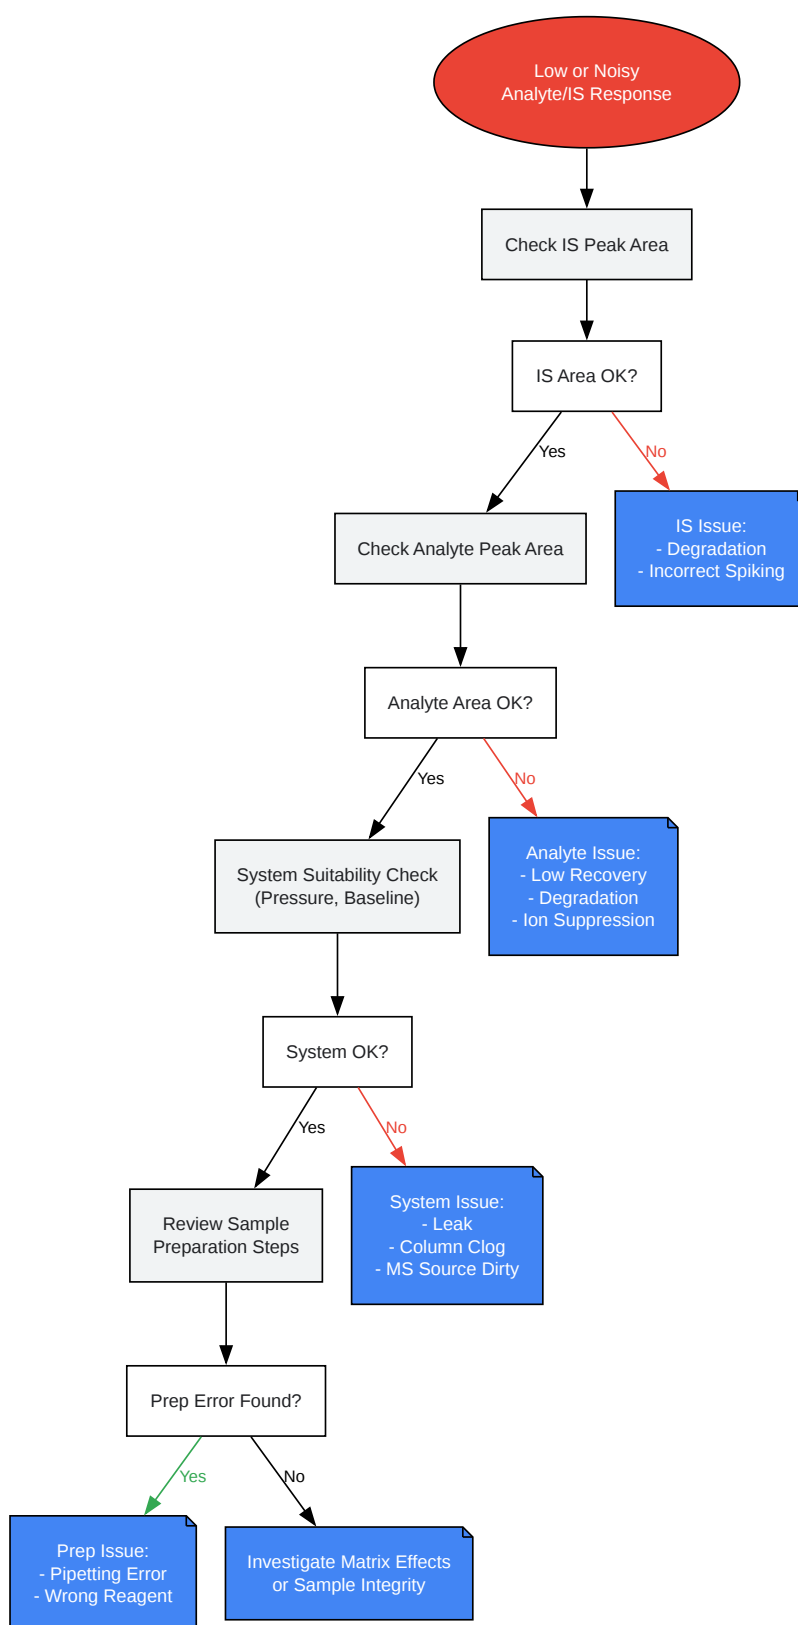 Low or Noisy
Analyte/IS Response
Check IS Peak Area
IS Area OK?
Yes
No
IS Issue:
- Degradation
- Incorrect Spiking
Check Analyte Peak Area
Analyte Area OK?
Yes
No
Analyte Issue:
- Low Recovery
- Degradation
- Ion Suppression
System Suitability Check
(Pressure, Baseline)
System OK?
Yes
No
System Issue:
- Leak
- Column Clog
- MS Source Dirty
Review Sample
Preparation Steps
Prep Error Found?
Yes
No
Prep Issue:
- Pipetting Error
- Wrong Reagent
Investigate Matrix Effects
or Sample Integrity